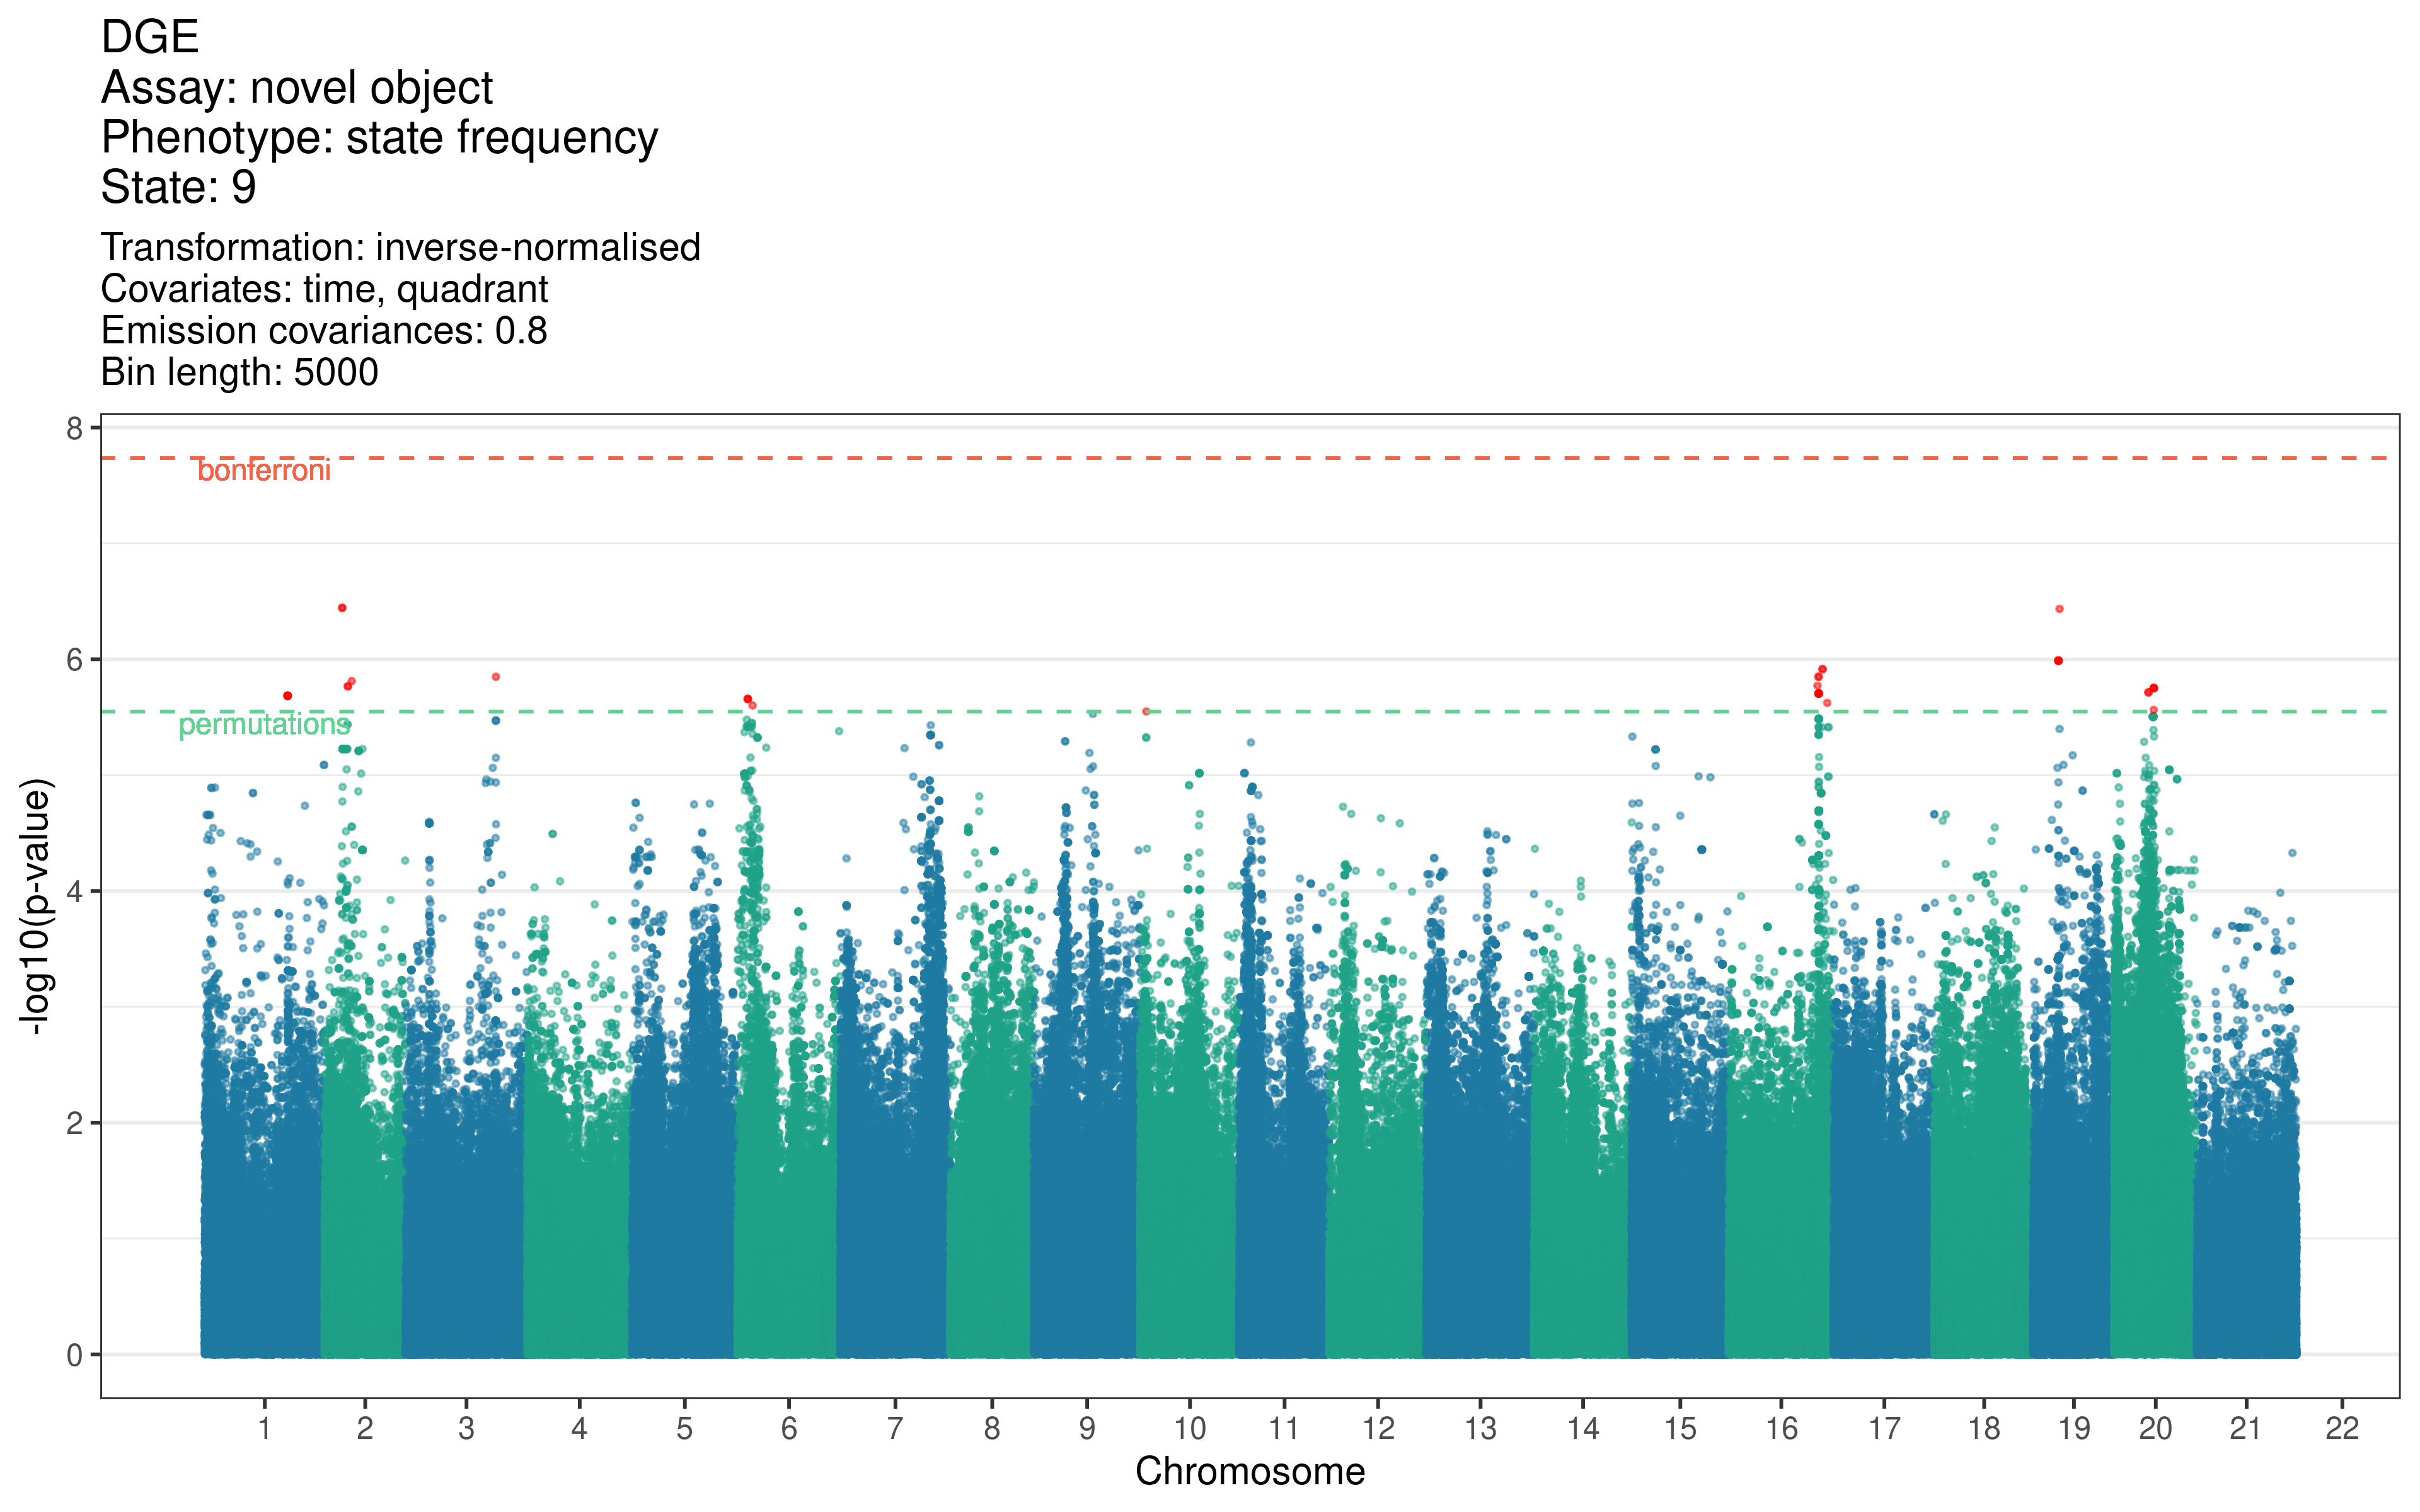 DGE
Assay: novel object
Phenotype: state frequency
State: 9
Transformation: inverse-normalised
Covariates: time, quadrant
Emission covariances: 0.8
Bin length: 5000
8
bonferroni
6
permutations
4
2
0
-log10(p-value)
1 2 3 4 5 6 7 8 9 10 11 12 13 14 15 16 17 18 19 20 21 22
Chromosome